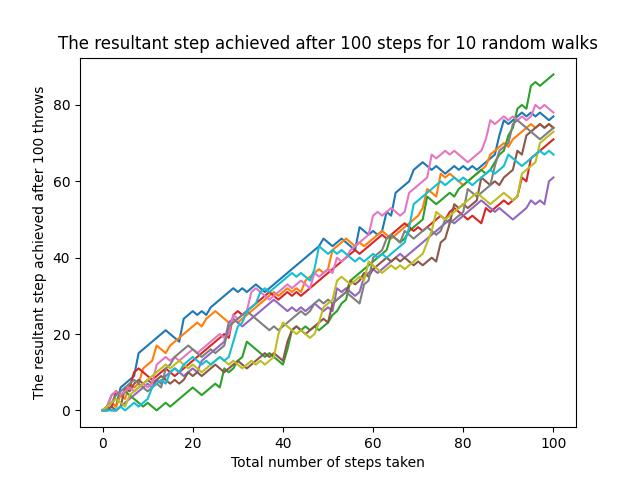 The resultant step achieved after 100 steps for 10 random walks
The resultant step achieved after 100 throws
80
60
40
20
0
0 20 40 60 80 100
Total number of steps taken